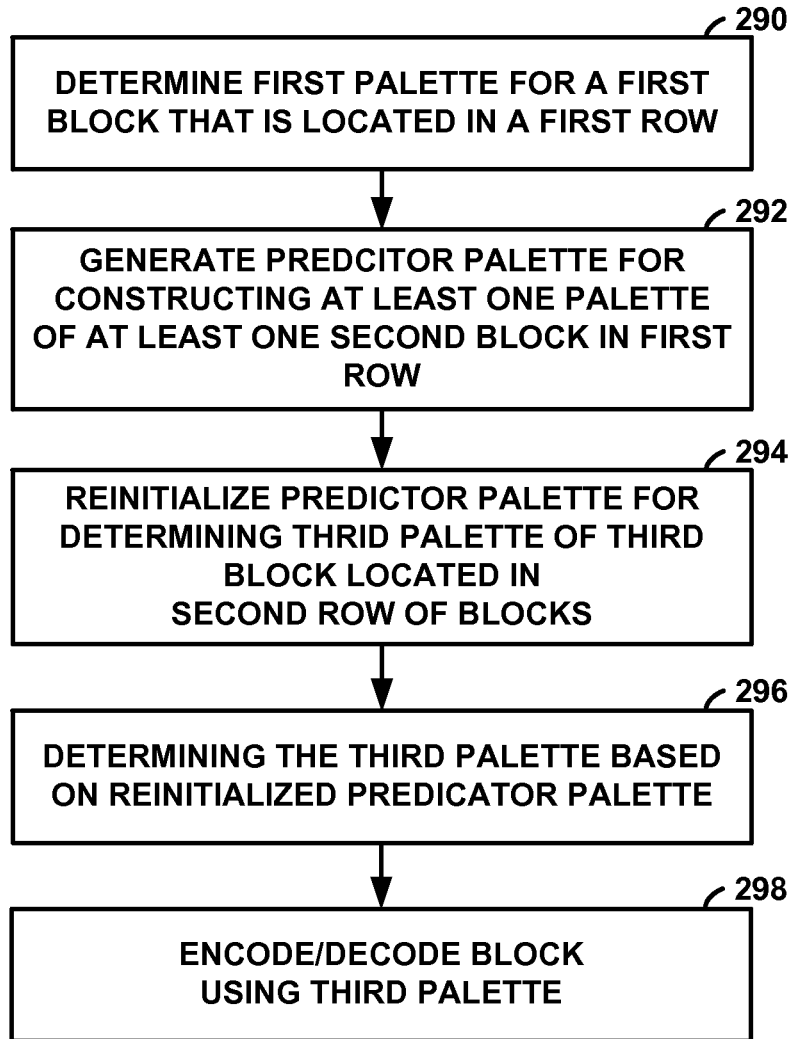 290
DETERMINE FIRST PALETTE FOR A FIRST
BLOCK THAT IS LOCATED IN A FIRST ROW
292
GENERATE PREDCITOR PALETTE FOR
CONSTRUCTING AT LEAST ONE PALETTE
OF AT LEAST ONE SECOND BLOCK IN FIRST
ROW
294
REINITIALIZE PREDICTOR PALETTE FOR
DETERMINING THRID PALETTE OF THIRD
BLOCK LOCATED IN
SECOND ROW OF BLOCKS
296
DETERMINING THE THIRD PALETTE BASED
ON REINITIALIZED PREDICATOR PALETTE
298
ENCODE/DECODE BLOCK
USING THIRD PALETTE